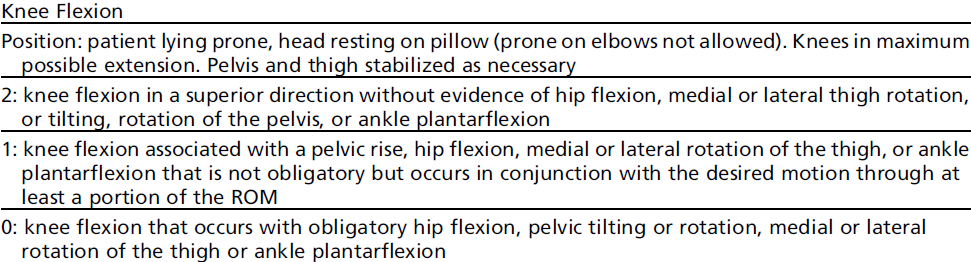 Knee Flexion
Position: patient lying prone, head resting on pillow (prone on elbows not allowed). Knees in maximum
possible extension. Pelvis and thigh stabilized as necessary
2: knee flexion in a superior direction without evidence of hip flexion, medial or lateral thigh rotation,
or tilting, rotation of the pelvis, or ankle plantarflexion
1: knee flexion associated with a pelvic rise, hip flexion, medial or lateral rotation of the thigh, or ankle
plantarflexion that is not obligatory but occurs in conjunction with the desired motion through at
least a portion of the ROM
0: knee flexion that occurs with obligatory hip flexion, pelvic tilting or rotation, medial or lateral
rotation of the thigh or ankle plantarflexion